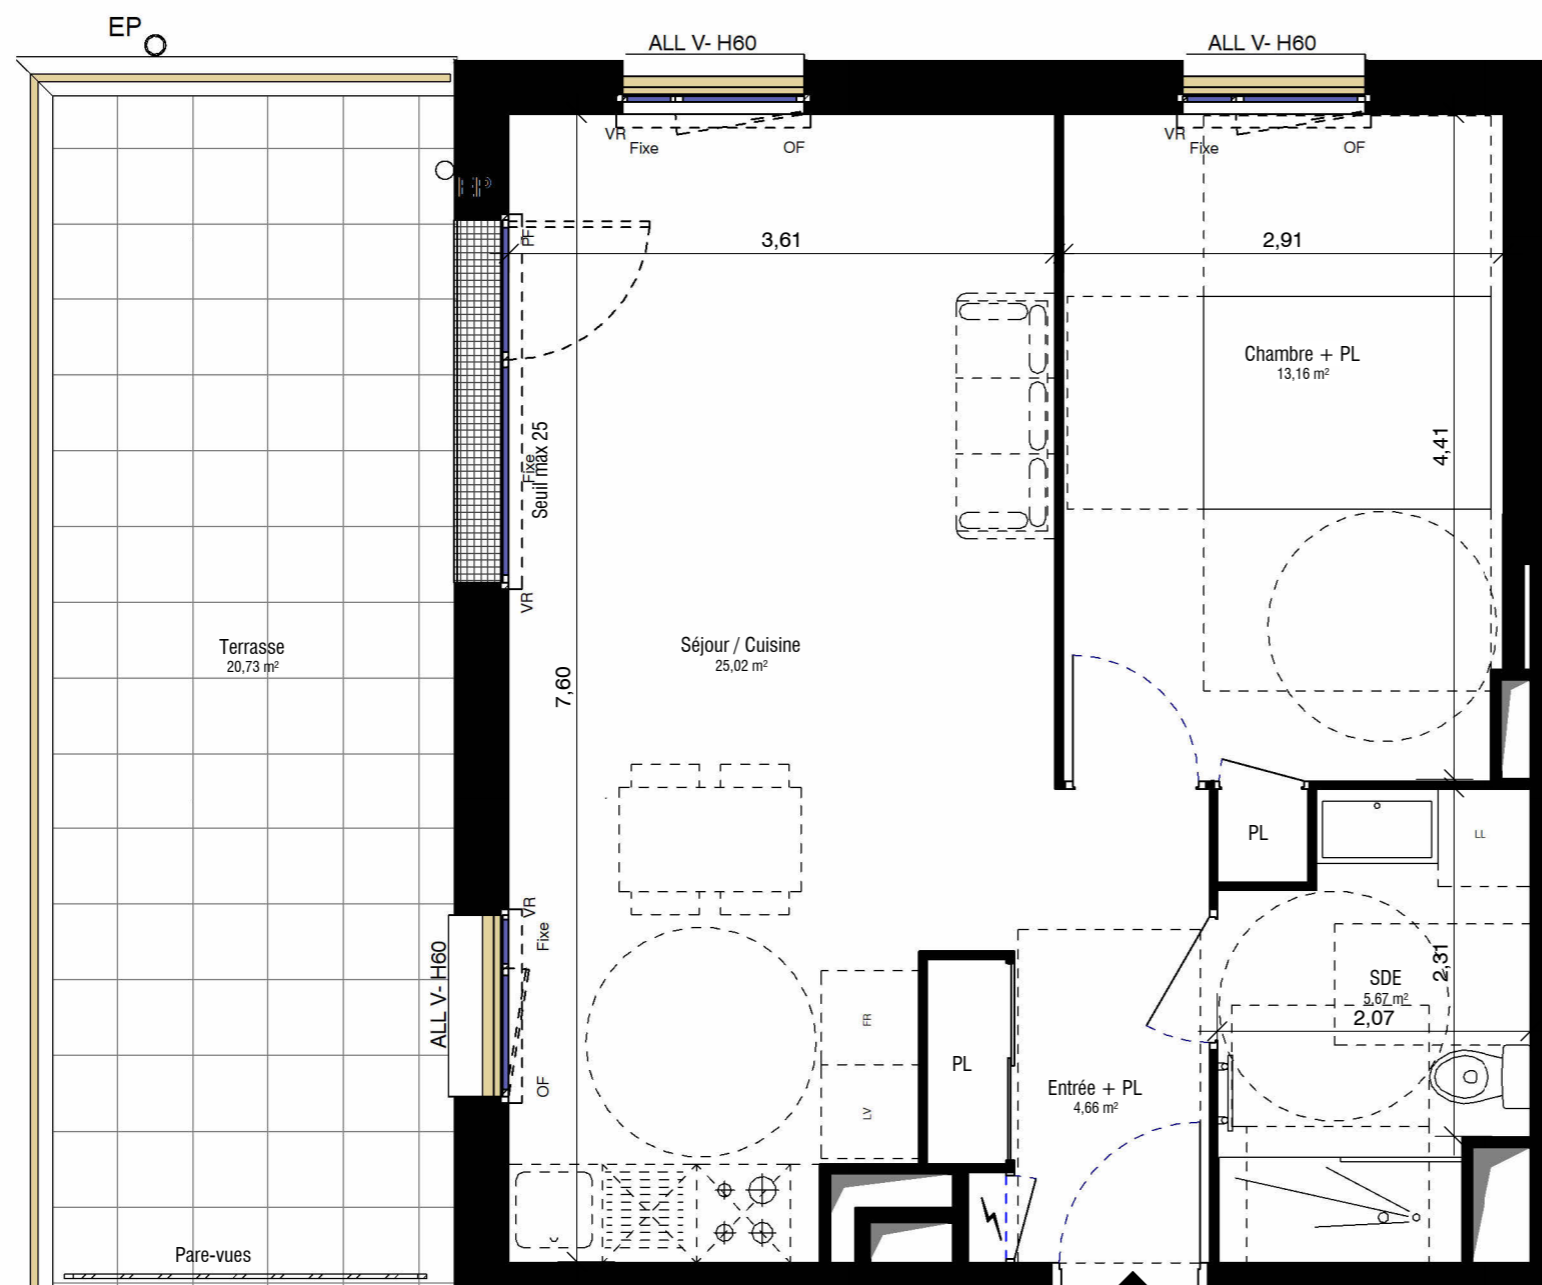 EP
ALL V- H60
ALL V- H60
VR
Fixe
OF
VR
Fixe
OF
EP
PF
3,61
2,91
Chambre + PL
13,16 m²
4,41
Fixe
Seuil max 25
VR
Terrasse
20,73 m²
Séjour / Cuisine
25,02 m²
7,60
PL
LL
VR
Fixe
ALL V- H60
OF
FR
LV
PL
SDE
5,67 m²
2,31
2,07
Entrée + PL
4,66 m²
Pare-vues